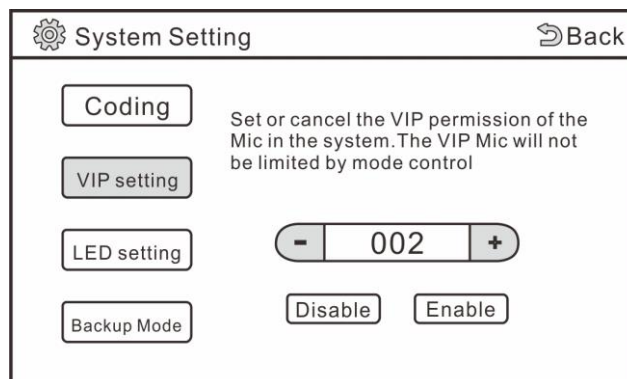 System Setting
Back
Coding
Set or cancel the VIP permission of the
Mic in the system.The VIP Mic will not
be limited by mode control
VIP setting
- 002 +
LED setting
Disable
Enable
Backup Mode